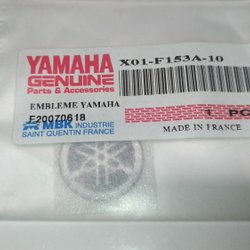 YAMAHA
GENUINE
Parts & Accessories
X01-F153A-10
EMBLEME YAMAHA
F20070618
MBK INDUSTRIE
SAINT QUENTIN FRANCE
1. PC
MADE IN FRANCE